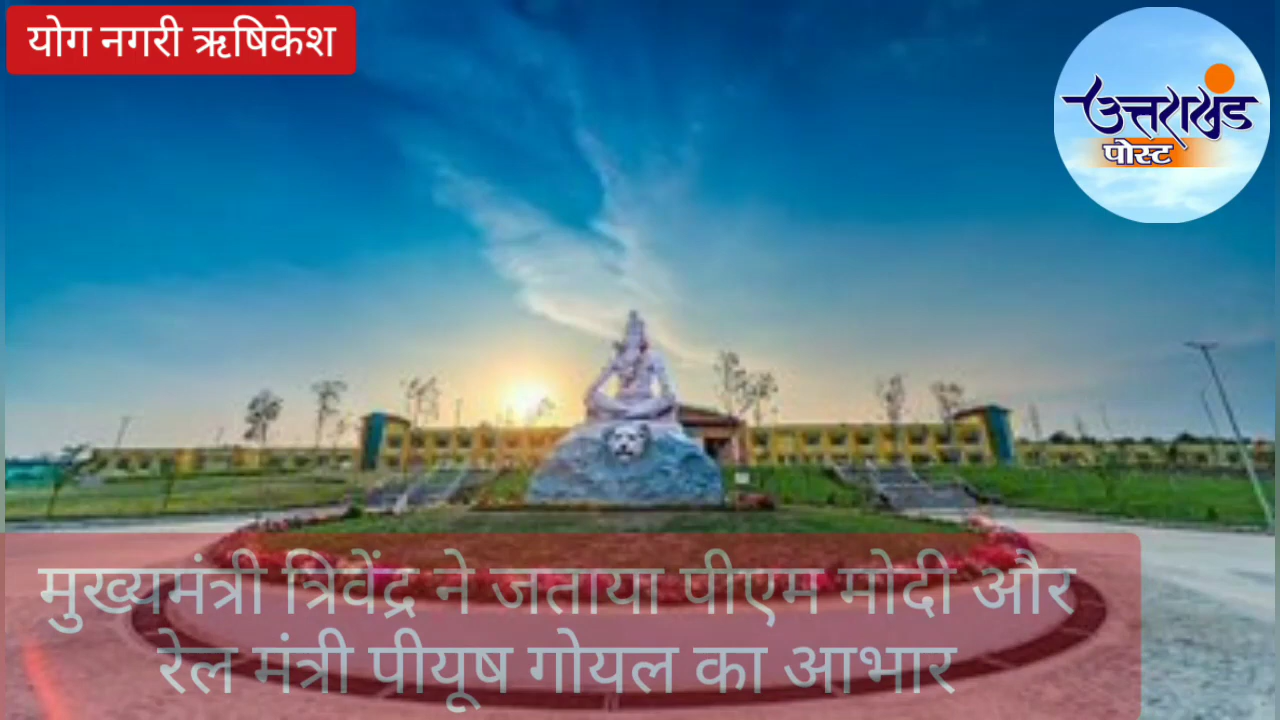 योग नगरी ऋषिकेश
उत्तराखंड
पोस्ट
मुख्यमंत्री त्रिवेंद्र ने जताया पीएम मोदी और
रेल मंत्री पीयूष गोयल का आभार